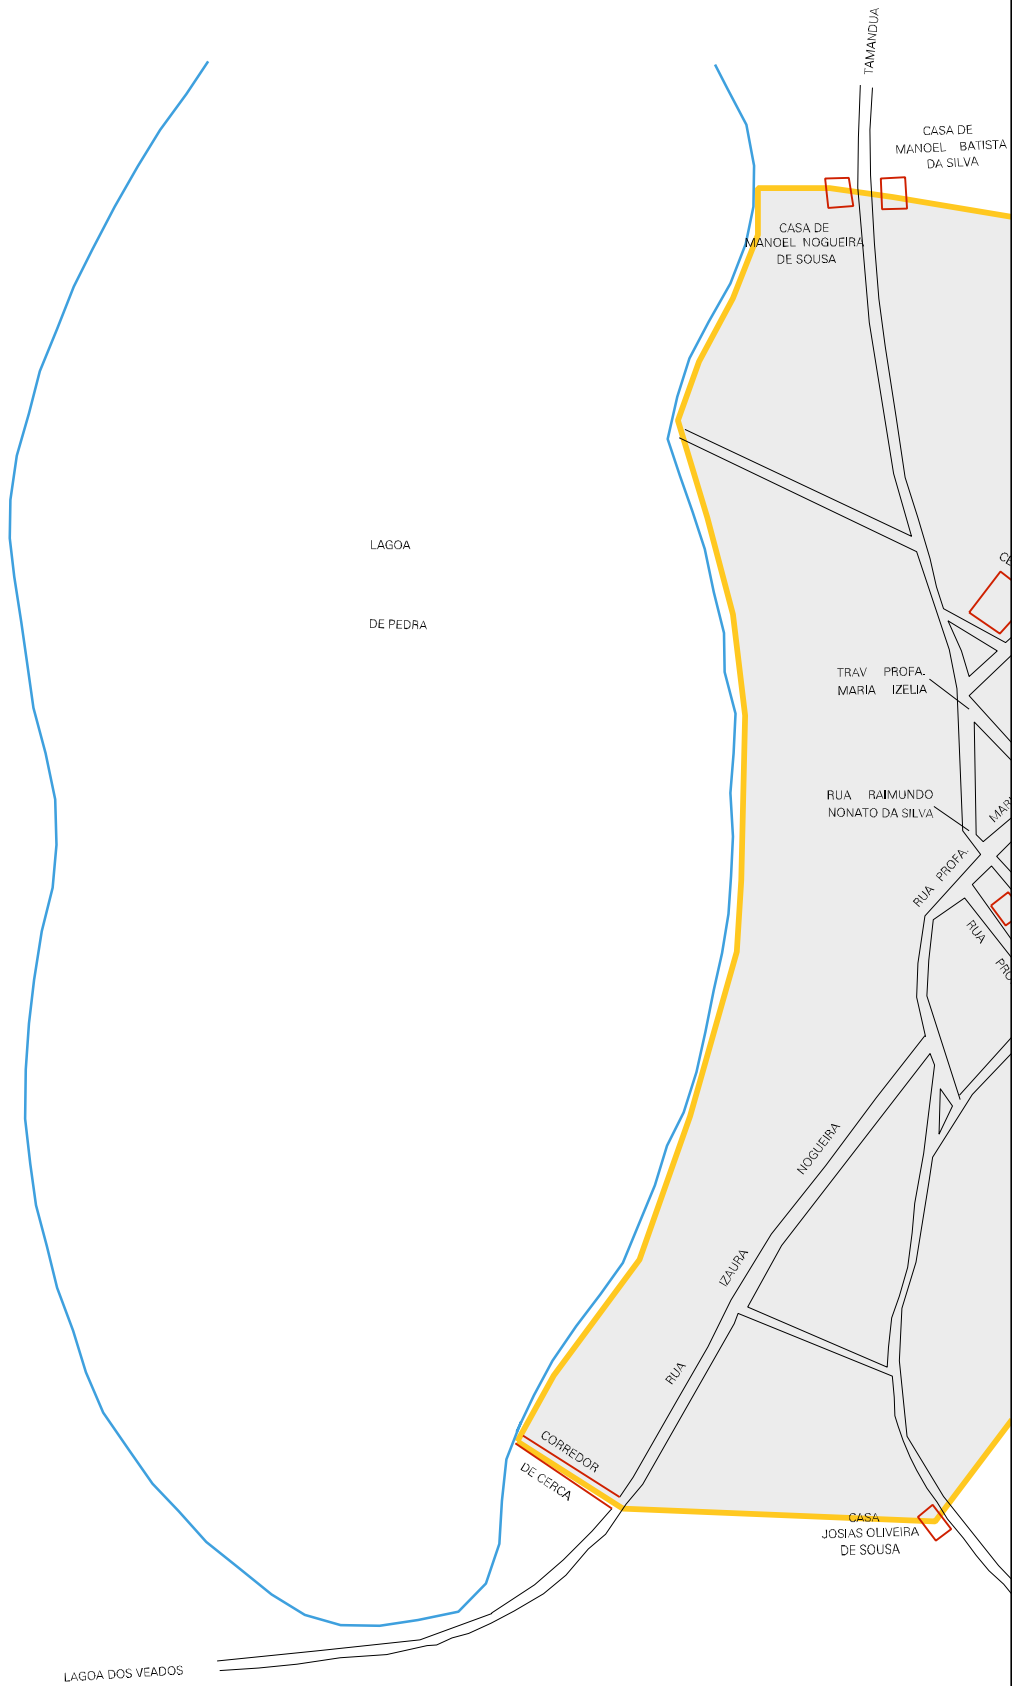 TAMANDUA
CASA DE
MANOEL BATISTA
DA SILVA
CASA DE
MANOEL NOGUEIRA
DE SOUSA
LAGOA
DE PEDRA
TRAV PROFA.
MARIA IZELIA
RUA RAIMUNDO
NONATO DA SILVA
RUA PROFA.
RUA
NOGUEIRA
IZAURA
RUA
CORREDOR
DE CERCA
CASA
JOSIAS OLIVEIRA
DE SOUSA
LAGOA DOS VEADOS